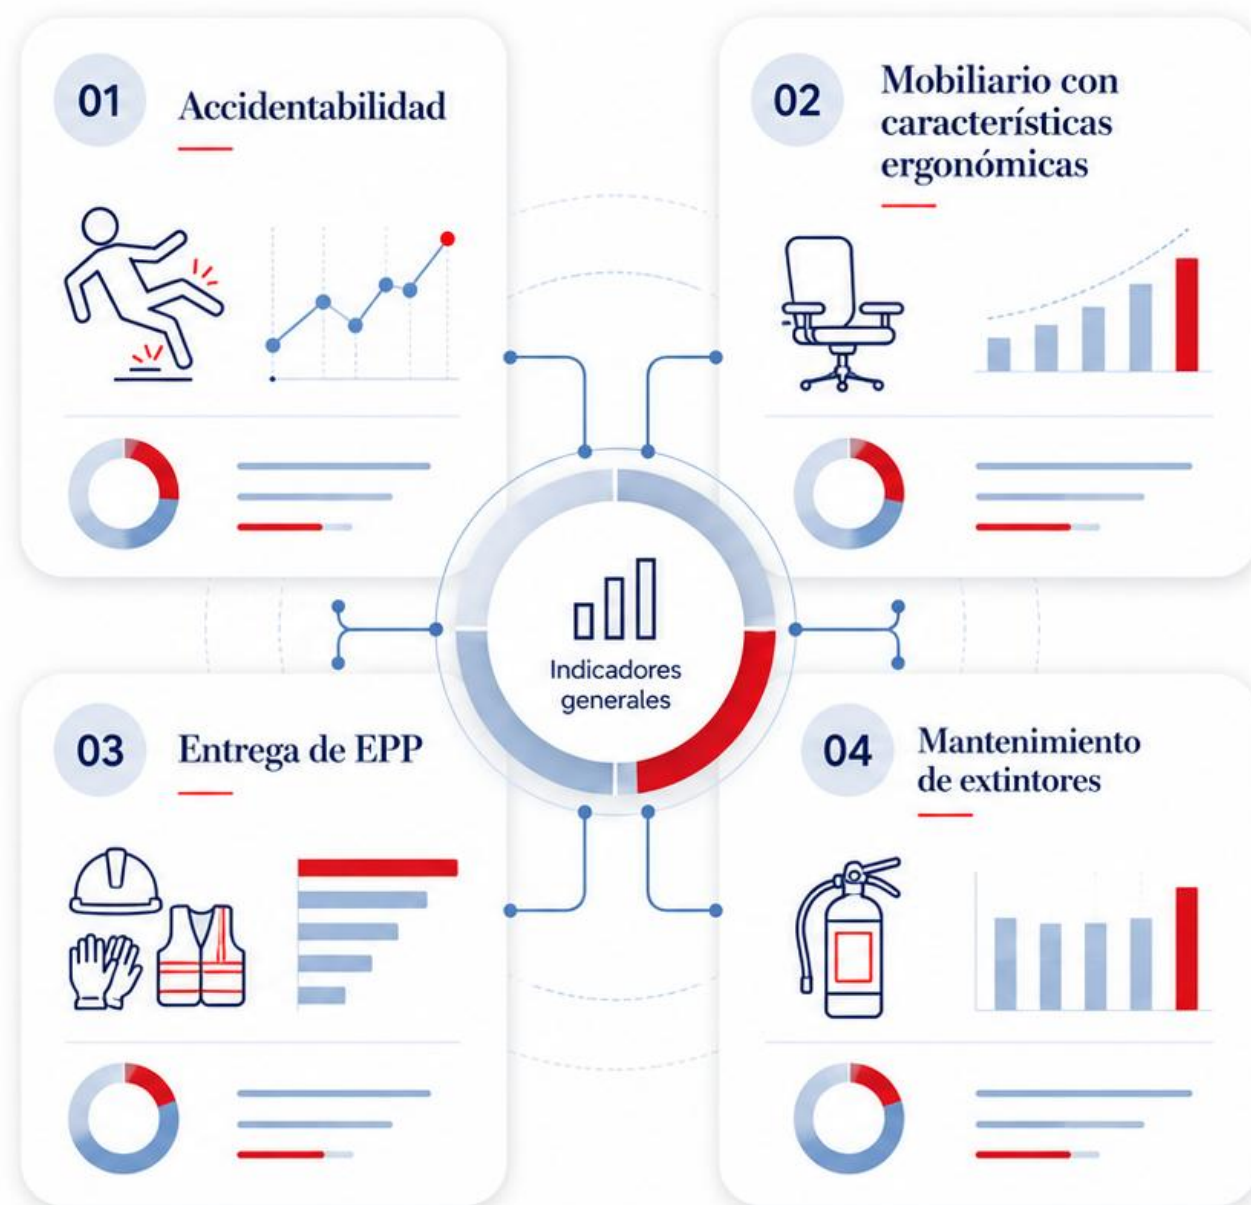 01
Accidentabilidad
02
Mobiliario con
características
ergonómicas
Indicadores
generales
03
Entrega de EPP
04
Mantenimiento
de extintores